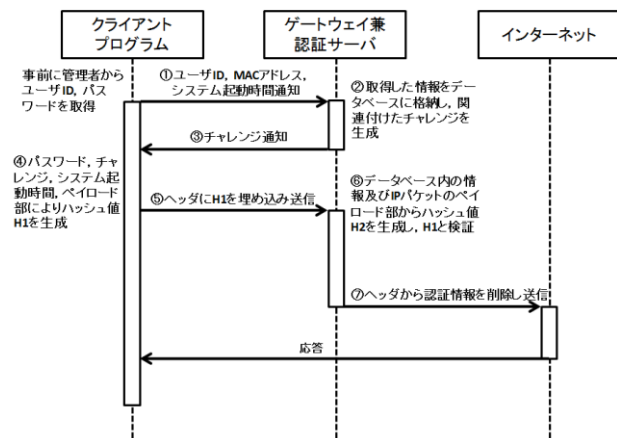 クライアント
プログラム
ゲートウェイ兼
認証サーバ
インターネット
事前に管理者から
ユーザID, パス
ワードを取得
①ユーザID, MACアドレス,
システム起動時間通知
②取得した情報をデー
タベースに格納し, 関
連付けたチャレンジを
生成
③チャレンジ通知
④パスワード, チャ
レンジ, システム起
動時間, ペイロード
部によりハッシュ値
H1を生成
⑤ヘッダにH1を埋め込み送信
⑥データベース内の情
報及びIPパケットのペイ
ロード部からハッシュ値
H2を生成し, H1と検証
⑦ヘッダから認証情報を削除し送信
応答